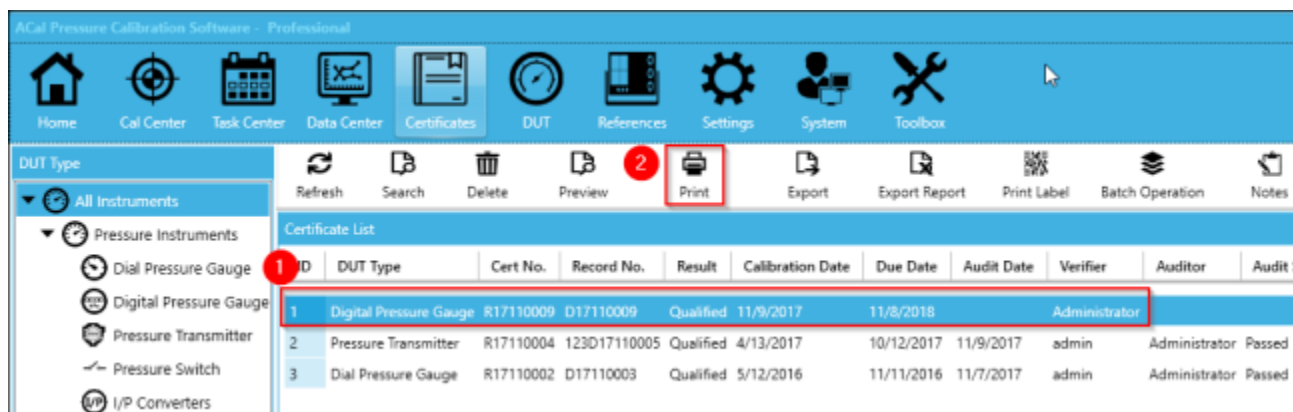 ACal Pressure Calibration Software - Professional
Home Cal Center Task Center Data Center Certificates DUT References Settings System Toolbox
DUT Type
Refresh Search Delete Preview 2 Print Export Export Report Print Label Batch Operation Notes
All Instruments
Pressure Instruments
Certificate List
Dial Pressure Gauge
1 ID DUT Type Cert No. Record No. Result Calibration Date Due Date Audit Date Verifier Auditor Audit
Digital Pressure Gauge
1 Digital Pressure Gauge R17110009 D17110009 Qualified 11/9/2017 11/8/2018 Administrator
Pressure Transmitter
2 Pressure Transmitter R17110004 123D17110005 Qualified 4/13/2017 10/12/2017 11/9/2017 admin Administrator Passed
Pressure Switch
3 Dial Pressure Gauge R17110002 D17110003 Qualified 5/12/2016 11/11/2016 11/7/2017 admin Administrator Passed
I/P I/P Converters